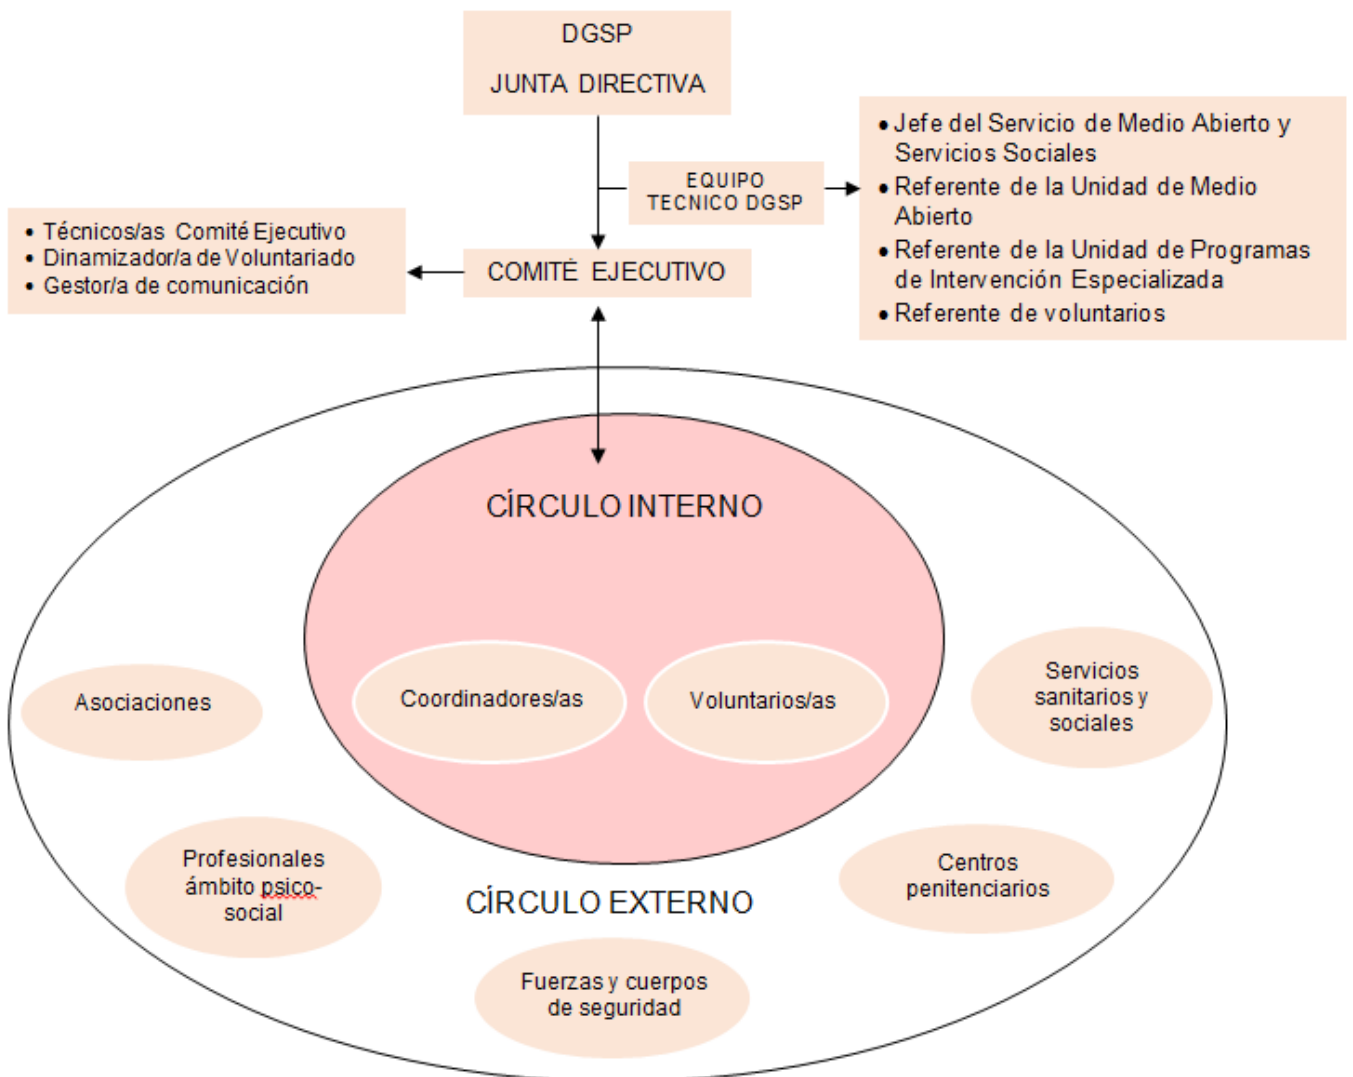 DGSP
JUNTA DIRECTIVA
• Jefe del Servicio de Medio Abierto y
Servicios Sociales
• Referente de la Unidad de Medio
Abierto
• Referente de la Unidad de Programas
de Intervención Especializada
• Referente de voluntarios
EQUIPO
TECNICO DGSP
• Técnicos/as Comité Ejecutivo
• Dinamizador/a de Voluntariado
• Gestor/a de comunicación
COMITÉ EJECUTIVO
CÍRCULO INTERNO
Coordinadores/as
Voluntarios/as
Asociaciones
Servicios
sanitarios y
sociales
Profesionales
ámbito psico-
social
CÍRCULO EXTERNO
Centros
penitenciarios
Fuerzas y cuerpos
de seguridad